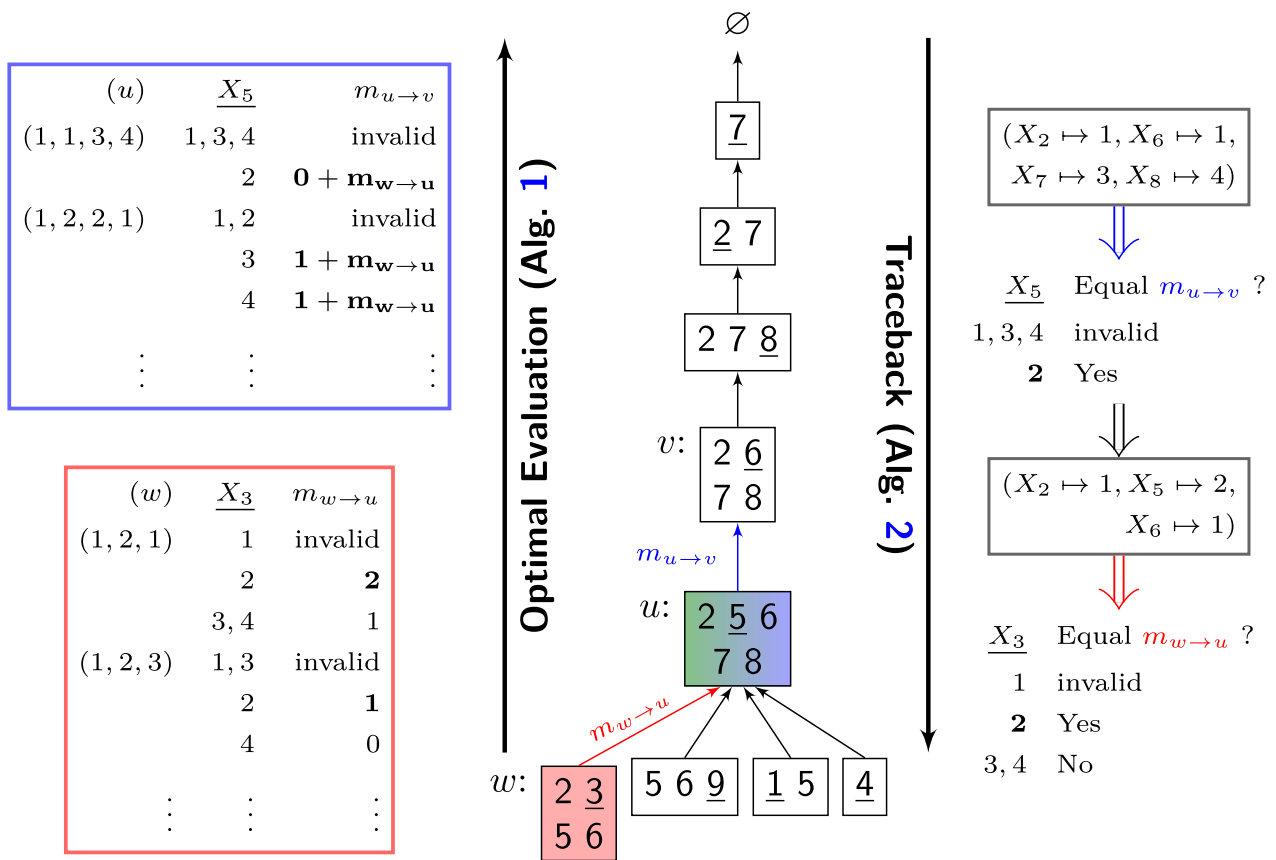 (u) X₅ m_{u→v}
(1, 1, 3, 4) 1, 3, 4 invalid
2 0 + m_{w→u}
(1, 2, 2, 1) 1, 2 invalid
3 1 + m_{w→u}
4 1 + m_{w→u}
⋮ ⋮ ⋮
(w) X₃ m_{w→u}
(1, 2, 1) 1 invalid
2 2
3, 4 1
(1, 2, 3) 1, 3 invalid
2 1
4 0
⋮ ⋮ ⋮
Optimal Evaluation (Alg. 1)
∅
7
2 7
2 7 8
v:
2 6
7 8
m_{u→v}
u:
2 5 6
7 8
m_{w→u}
w:
2 3
5 6
5 6 9
1 5
4
Traceback (Alg. 2)
(X₂ ↦ 1, X₆ ↦ 1,
X₇ ↦ 3, X₈ ↦ 4)
X₅ Equal m_{u→v} ?
1, 3, 4 invalid
2 Yes
(X₂ ↦ 1, X₅ ↦ 2,
X₆ ↦ 1)
X₃ Equal m_{w→u} ?
1 invalid
2 Yes
3, 4 No